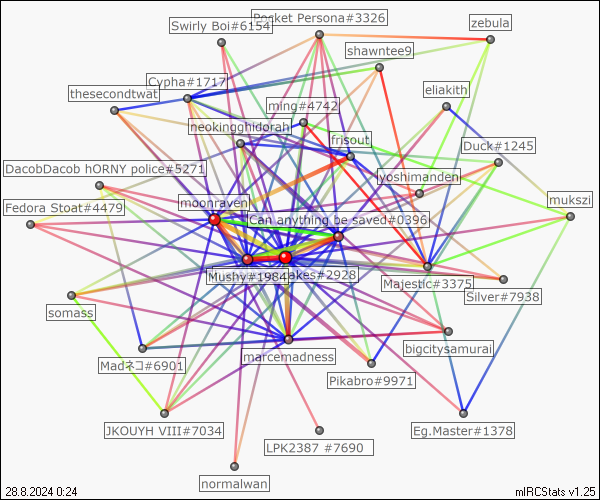 Pocket Persona#3326
Swirly Boi#6154
zebula
shawntee9
Cypha#1717
thesecondtwat
eliakith
ming#4742
neokingghidorah
frisout
Duck#1245
DacobDacob hORNY police#5271
yoshimanden
moonraven
mukszi
Fedora Stoat#4479
Can anything be saved#0396
Mushy#1984
akes#2928
Majestic#3375
Silver#7938
somass
marcemadness
bigcitysamurai
Madネコ#6901
Pikabro#9971
JKOUYH VIII#7034
Eg.Master#1378
LPK2387 #7690
normalwan
28.8.2024 0:24
mIRCStats v1.25